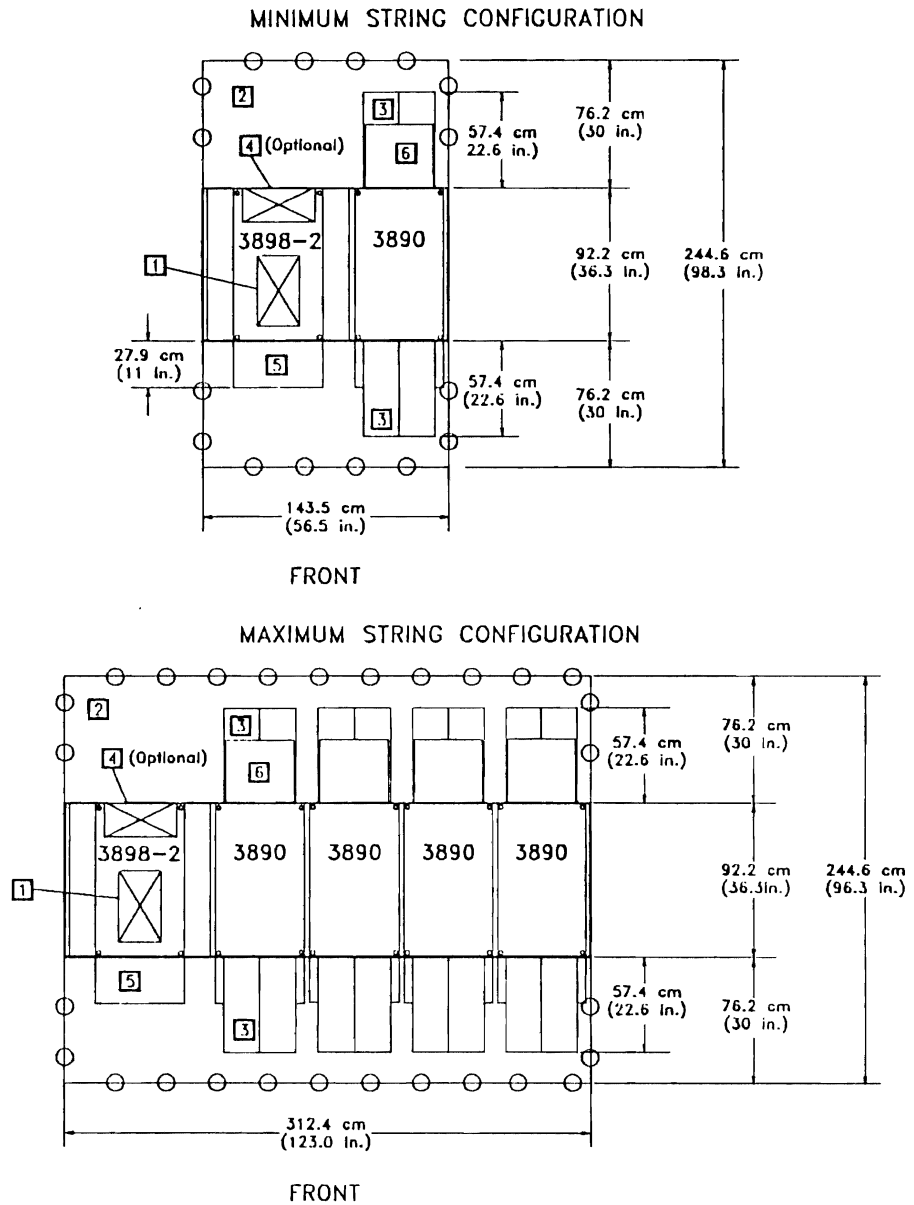 MINIMUM STRING CONFIGURATION
2
3
4 (Optional)
6
57.4 cm
22.6 in.)
76.2 cm
(30 in.)
3898-2
3890
1
92.2 cm
(36.3 in.)
244.6 cm
(98.3 in.)
27.9 cm
(11 in.)
5
3
57.4 cm
(22.6 in.)
76.2 cm
(30 in.)
143.5 cm
(56.5 in.)
FRONT
MAXIMUM STRING CONFIGURATION
2
3
4 (Optional)
6
57.4 cm
(22.6 in.)
76.2 cm
(30 in.)
3898-2
3890
3890
3890
3890
1
92.2 cm
(36.3in.)
244.6 cm
(96.3 in.)
5
3
57.4 cm
(22.6 in.)
76.2 cm
(30 in.)
312.4 cm
(123.0 in.)
FRONT